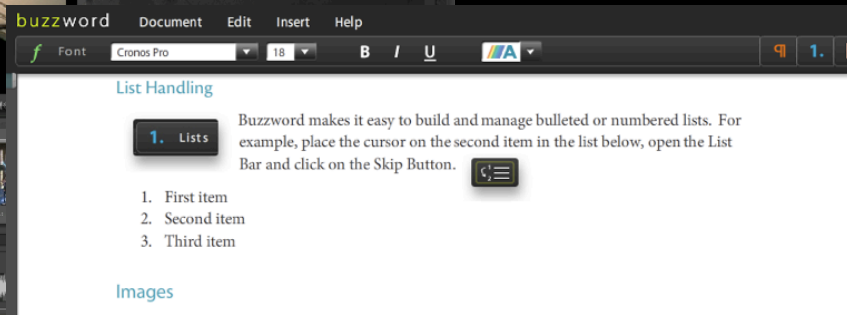 buzzword Document Edit Insert Help
f Font Cronos Pro 18 B I U A ¶ 1.
List Handling
Buzzword makes it easy to build and manage bulleted or numbered lists. For
1. Lists example, place the cursor on the second item in the list below, open the List
Bar and click on the Skip Button.
1. First item
2. Second item
3. Third item
Images